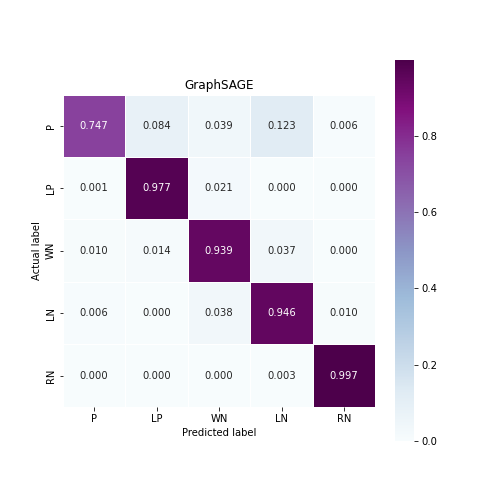 GraphSAGE
P 0.747 0.084 0.039 0.123 0.006
LP 0.001 0.977 0.021 0.000 0.000
WN 0.010 0.014 0.939 0.037 0.000
LN 0.006 0.000 0.038 0.946 0.010
RN 0.000 0.000 0.000 0.003 0.997
P LP WN LN RN
Actual label
Predicted label
0.8
0.6
0.4
0.2
0.0